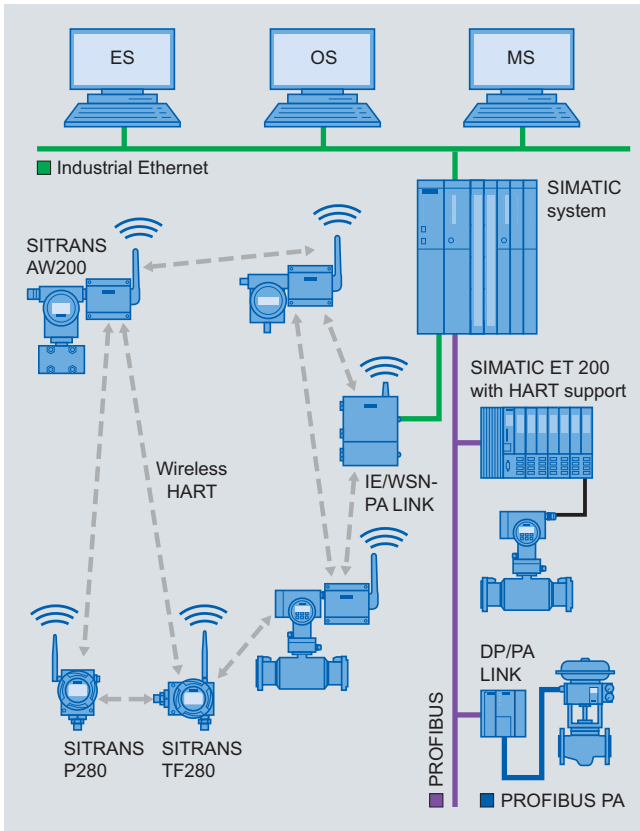 ES
OS
MS
Industrial Ethernet
SIMATIC
system
SITRANS
AW200
SIMATIC ET 200
with HART support
Wireless
HART
IE/WSN-
PA LINK
DP/PA
LINK
SITRANS
P280
SITRANS
TF280
PROFIBUS
PROFIBUS PA